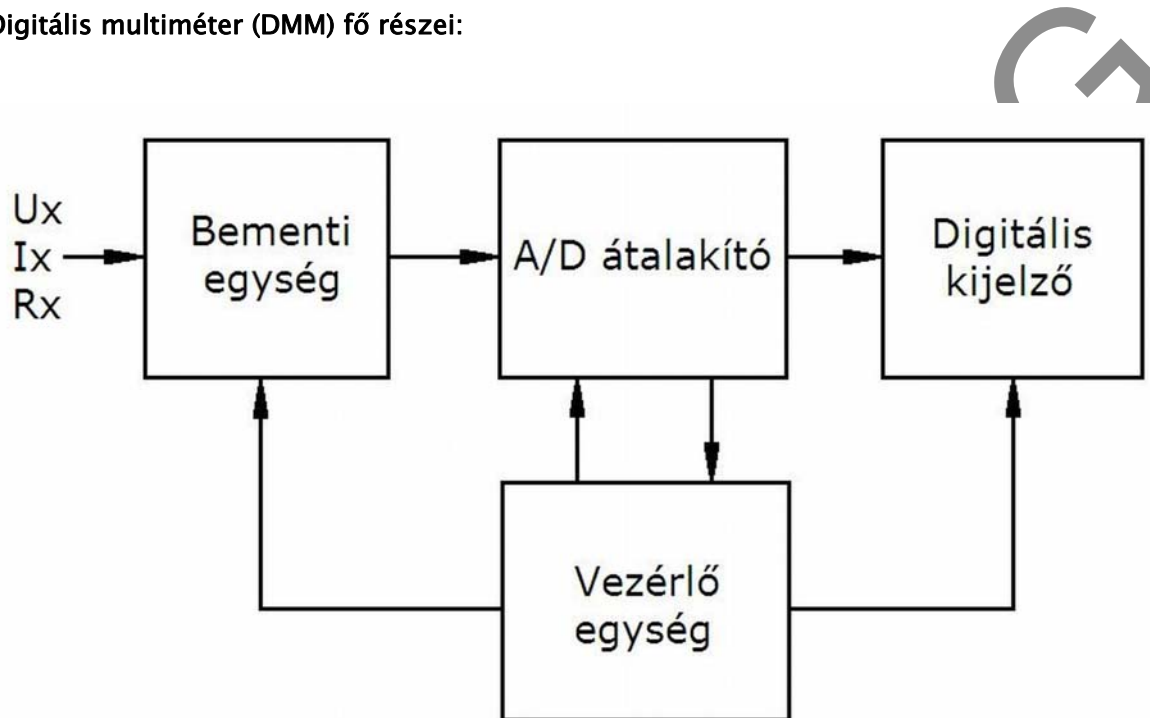 Digitális multiméter (DMM) fő részei:
Ux
Ix
Rx
Bementi
egység
A/D átalakító
Digitális
kijelző
Vezérlő
egység